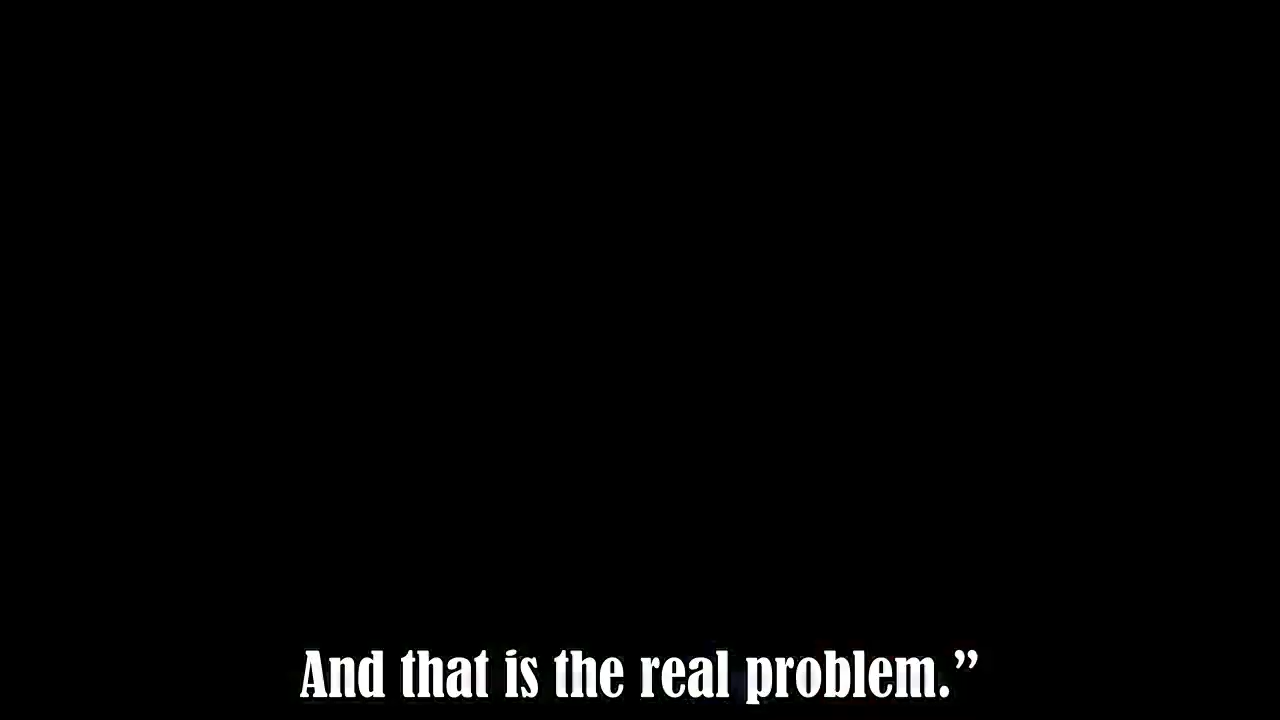 And that is the real problem.”